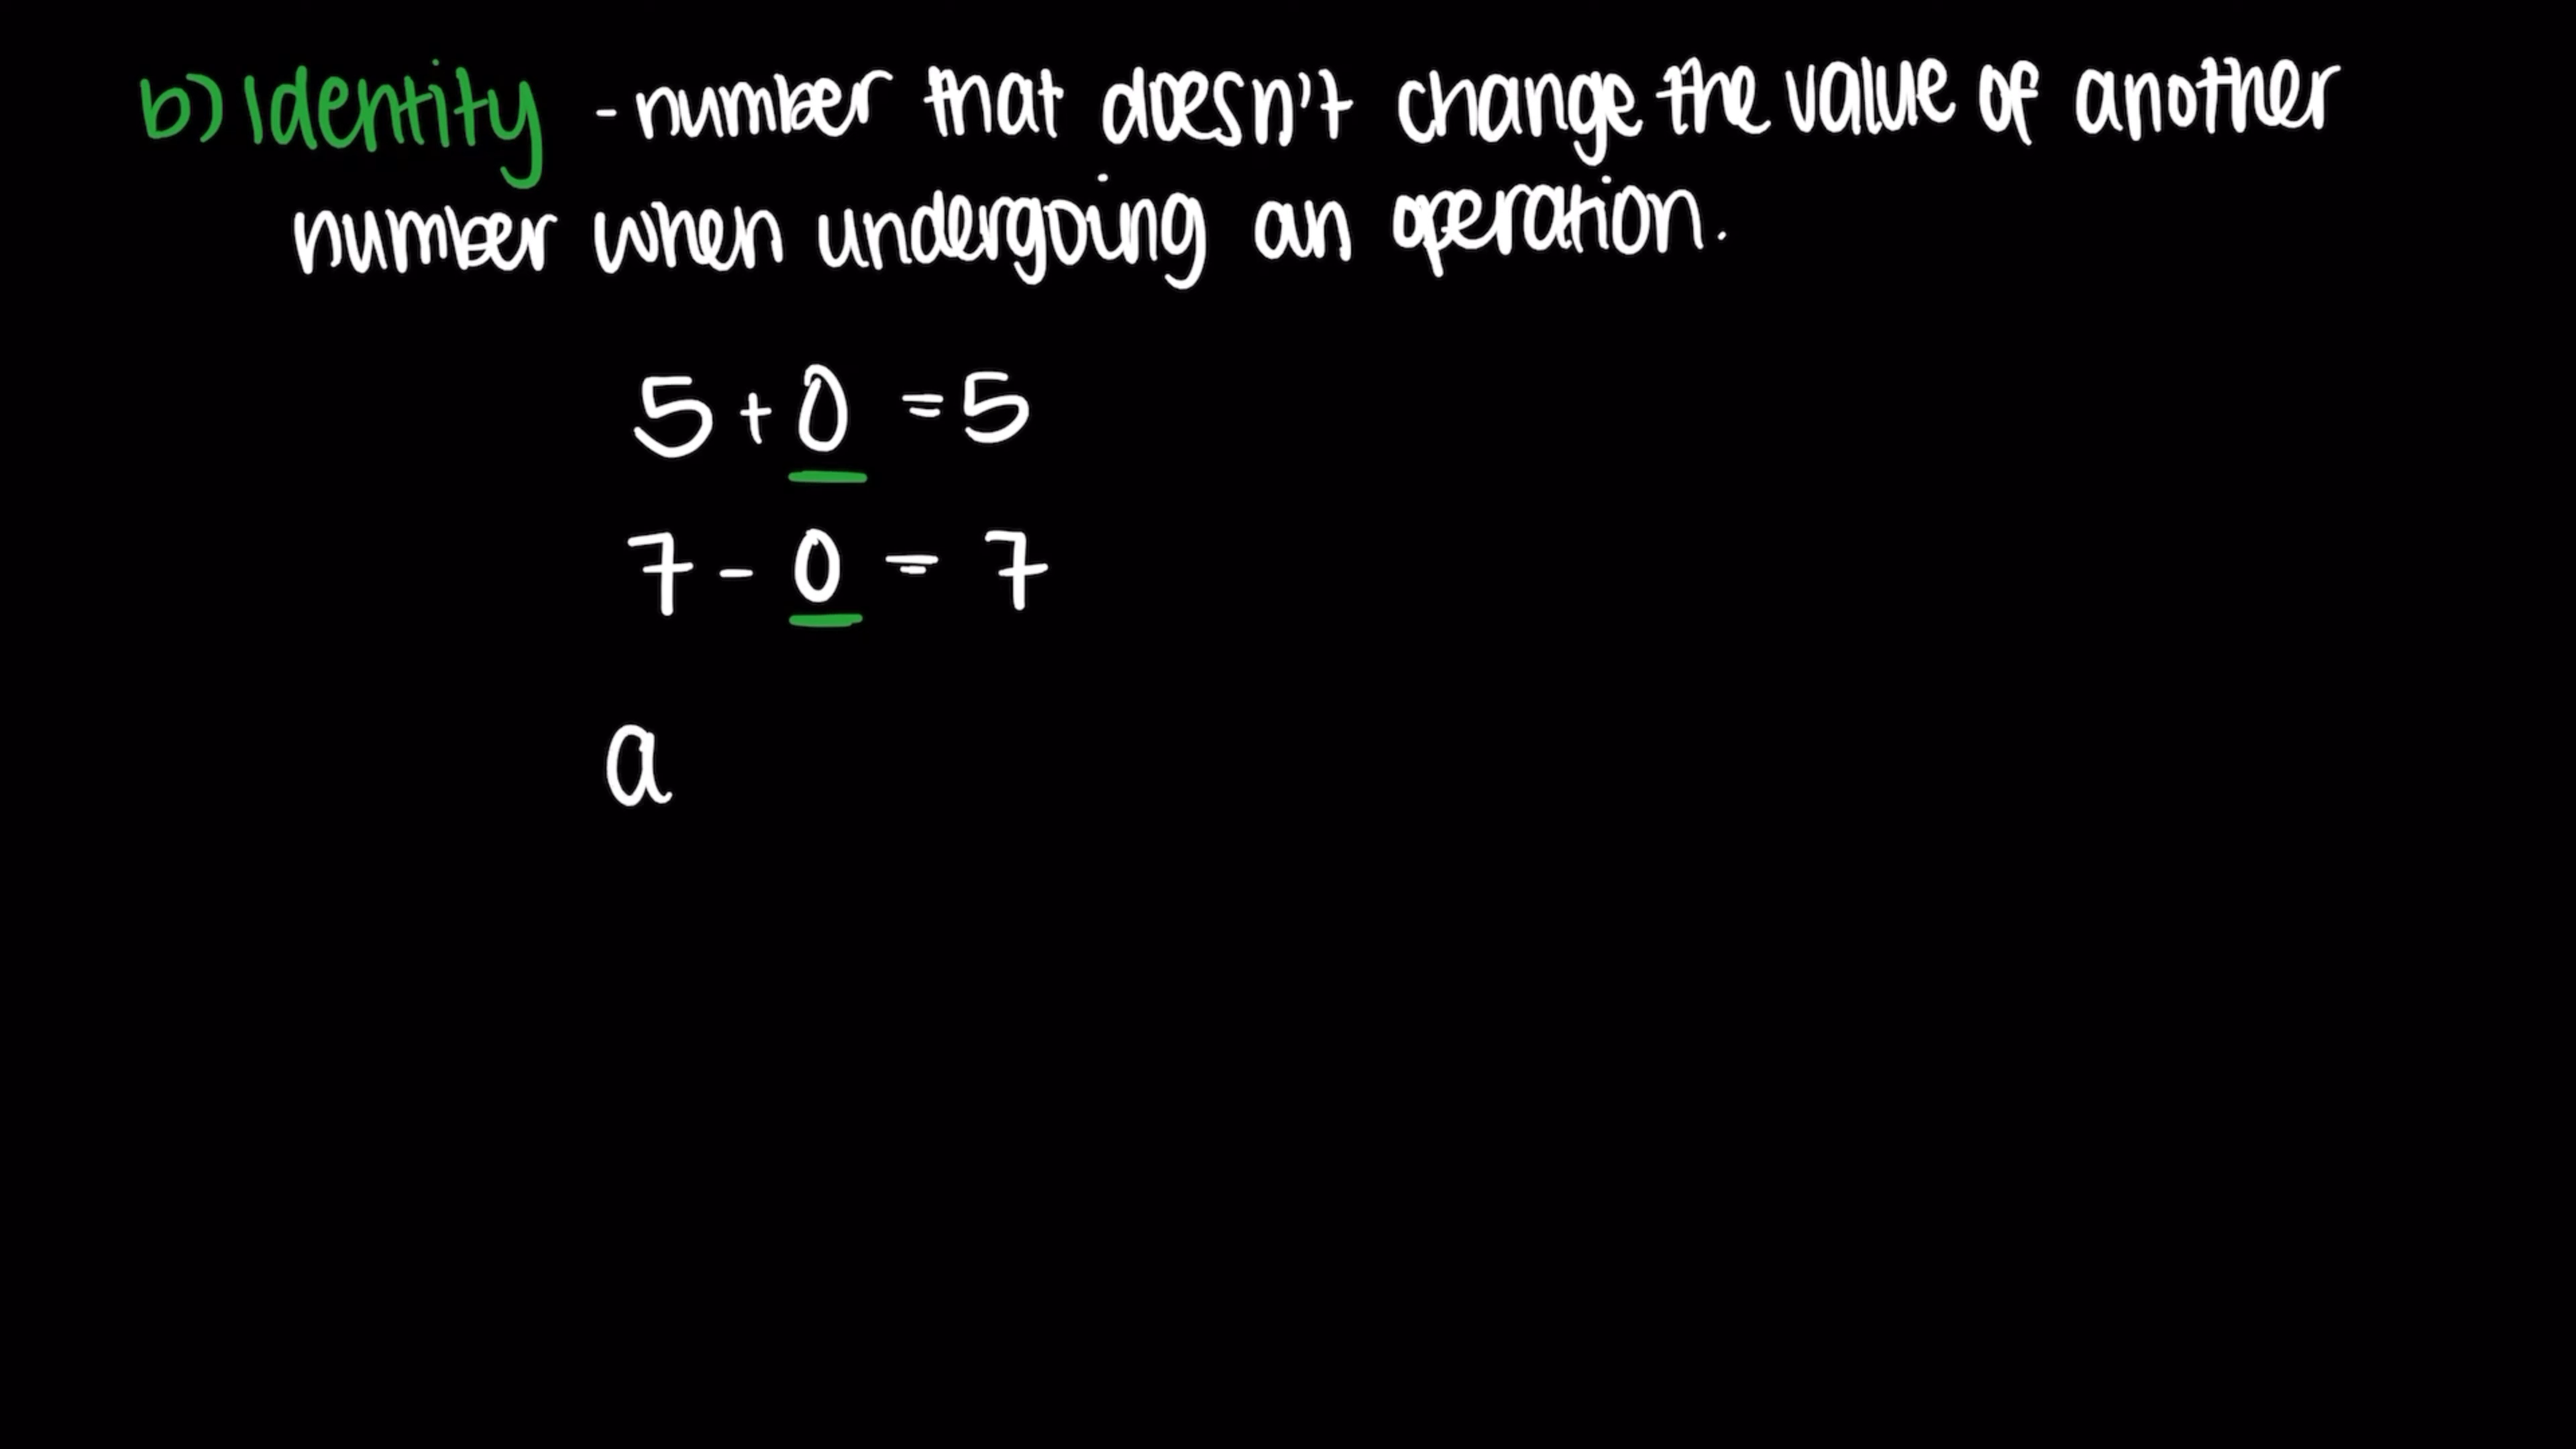 b) Identity - number that doesn't change the value of another
number when undergoing an operation.
5 + 0 = 5
7 - 0 = 7
a